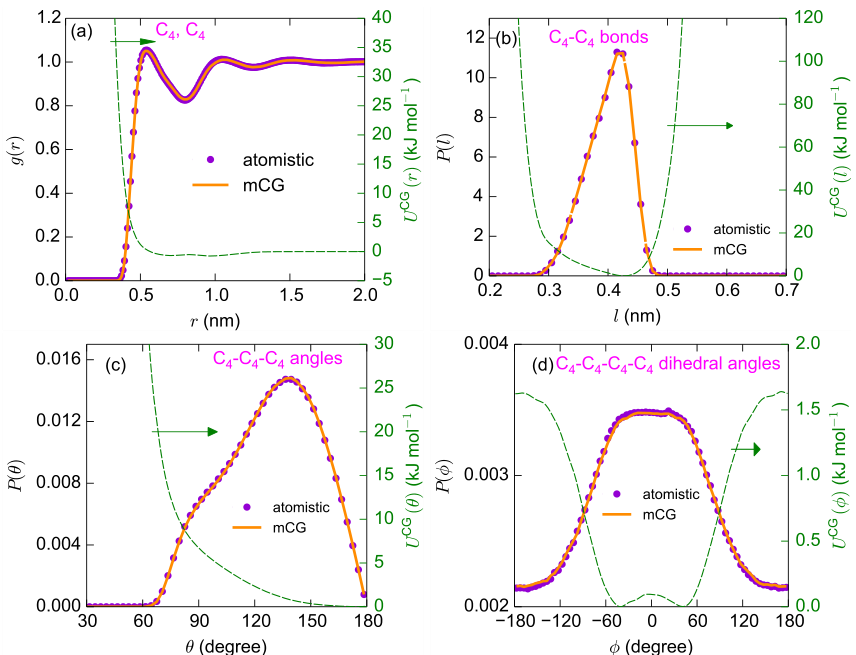 (a)
C₄, C₄
g(r)
1.2
1.0
0.8
0.6
0.4
0.2
0.0
atomistic
mCG
0.0 0.5 1.0 1.5 2.0
r (nm)
40
35
30
25
20
15
10
5
0
−5
U^CG (r) (kJ mol⁻¹)
(b)
C₄-C₄ bonds
P(l)
12
10
8
6
4
2
0
atomistic
mCG
0.2 0.3 0.4 0.5 0.6 0.7
l (nm)
120
100
80
60
40
20
0
U^CG (l) (kJ mol⁻¹)
(c)
C₄-C₄-C₄ angles
P(θ)
0.016
0.012
0.008
0.004
0.000
atomistic
mCG
30 60 90 120 150 180
θ (degree)
30
25
20
15
10
5
0
U^CG (θ) (kJ mol⁻¹)
(d)
C₄-C₄-C₄-C₄ dihedral angles
P(ϕ)
0.004
0.003
0.002
atomistic
mCG
−180 −120 −60 0 60 120 180
ϕ (degree)
2.0
1.5
1.0
0.5
0.0
U^CG (ϕ) (kJ mol⁻¹)